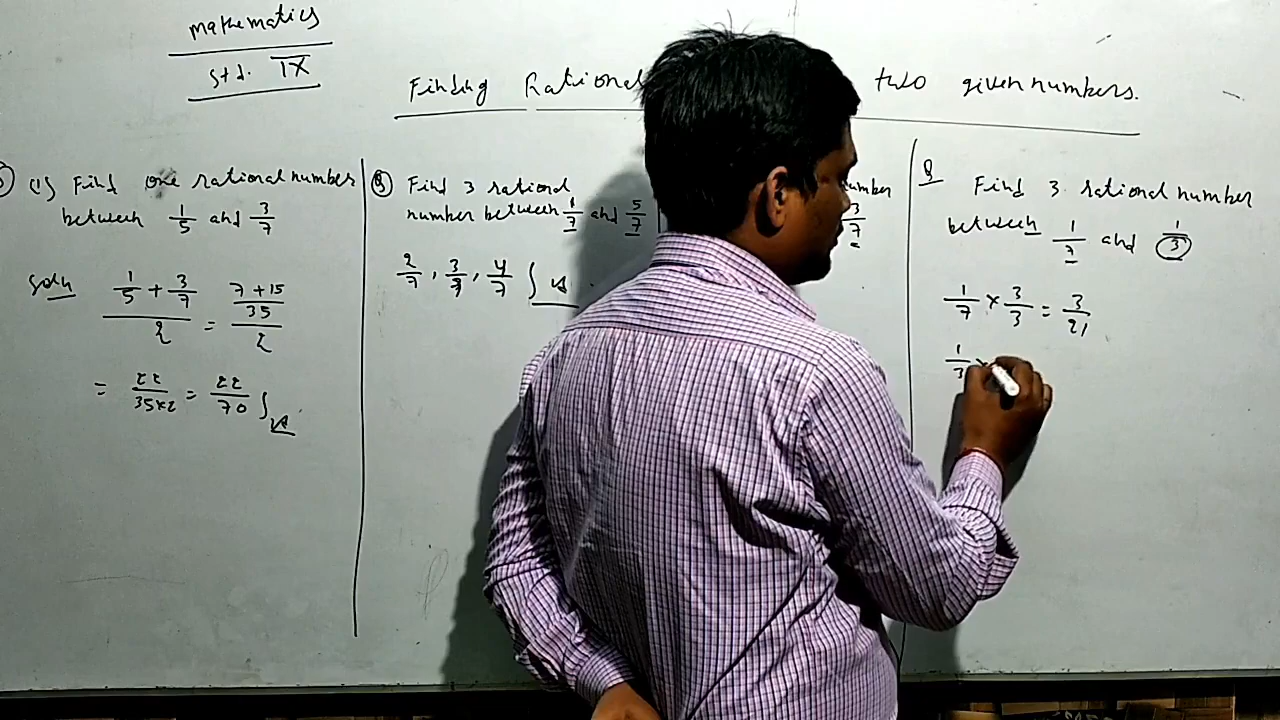 mathematics
std. IX
Finding Rational two given numbers.
(1) Find one rational number
between 1/5 and 3/7
Soln 1/5 + 3/7 / 2 = 7+15/35 / 2
= 22/35×2 = 22/70
Q Find 3 rational
number between 1/7 and 5/7
2/7, 3/7, 4/7
number
3/7
Q Find 3 rational number
between 1/7 and 1/3
1/7 × 3/3 = 3/21
1/3 ×